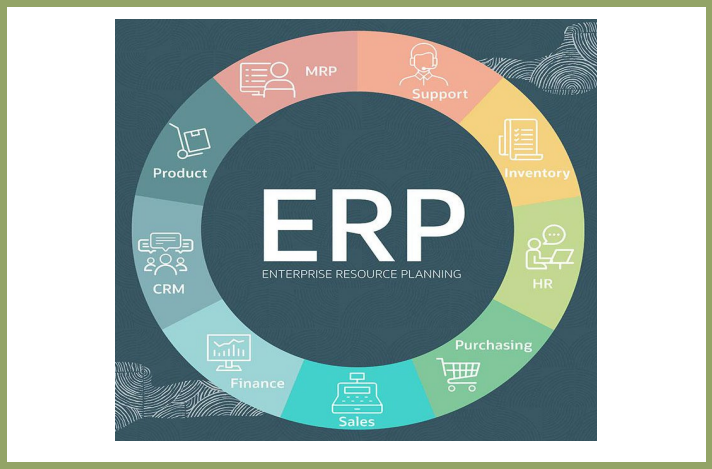 MRP
Support
Product
Inventory
ERP
ENTERPRISE RESOURCE PLANNING
CRM
HR
Purchasing
Finance
Sales